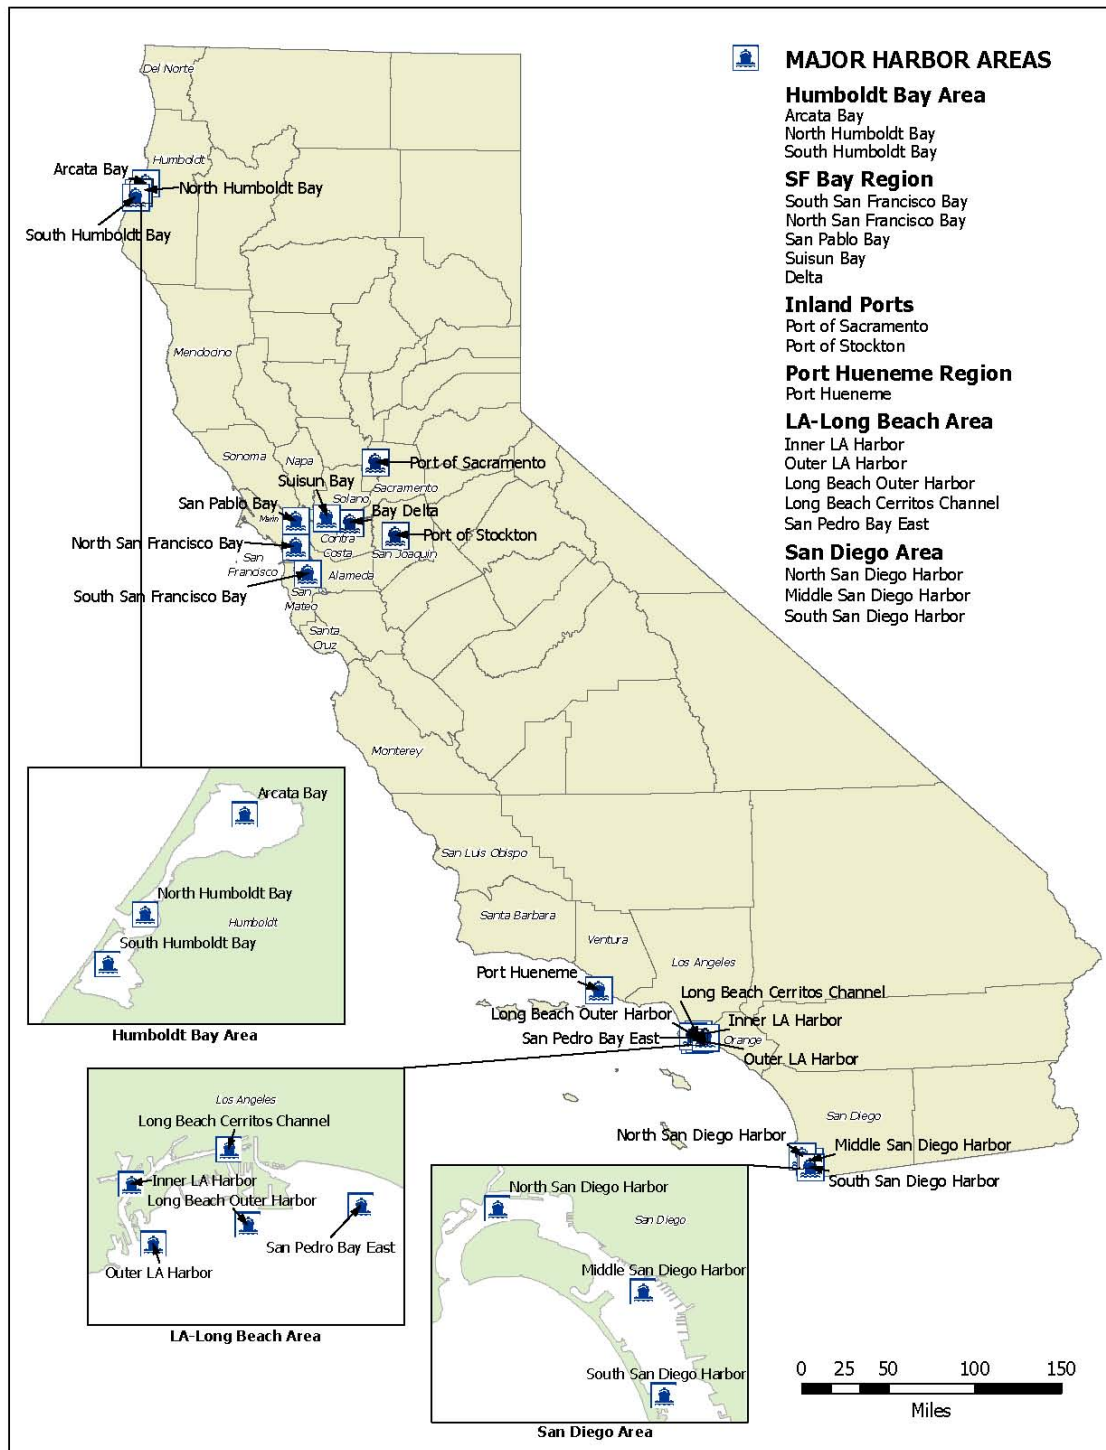 MAJOR HARBOR AREAS
Humboldt Bay Area
Arcata Bay
North Humboldt Bay
South Humboldt Bay
SF Bay Region
South San Francisco Bay
North San Francisco Bay
San Pablo Bay
Suisun Bay
Delta
Inland Ports
Port of Sacramento
Port of Stockton
Port Hueneme Region
Port Hueneme
LA-Long Beach Area
Inner LA Harbor
Outer LA Harbor
Long Beach Outer Harbor
Long Beach Cerritos Channel
San Pedro Bay East
San Diego Area
North San Diego Harbor
Middle San Diego Harbor
South San Diego Harbor
Del Norte
Humboldt
Arcata Bay
North Humboldt Bay
South Humboldt Bay
Mendocino
Sonoma
Napa
Port of Sacramento
Suisun Bay
Sacramento
Solano
San Pablo Bay
Marin
Bay Delta
Port of Stockton
North San Francisco Bay
Contra
Costa
San Joaquin
San
Francisco
Alameda
South San Francisco Bay
San
Mateo
Santa
Cruz
Monterey
San Luis Obispo
Santa Barbara
Ventura
Los Angeles
Port Hueneme
Long Beach Cerritos Channel
Long Beach Outer Harbor
Inner LA Harbor
San Pedro Bay East
Orange
Outer LA Harbor
San Diego
North San Diego Harbor
Middle San Diego Harbor
South San Diego Harbor
Arcata Bay
North Humboldt Bay
Humboldt
South Humboldt Bay
Humboldt Bay Area
Los Angeles
Long Beach Cerritos Channel
Inner LA Harbor
Long Beach Outer Harbor
San Pedro Bay East
Outer LA Harbor
LA-Long Beach Area
North San Diego Harbor
San Diego
Middle San Diego Harbor
South San Diego Harbor
San Diego Area
0 25 50 100 150
Miles